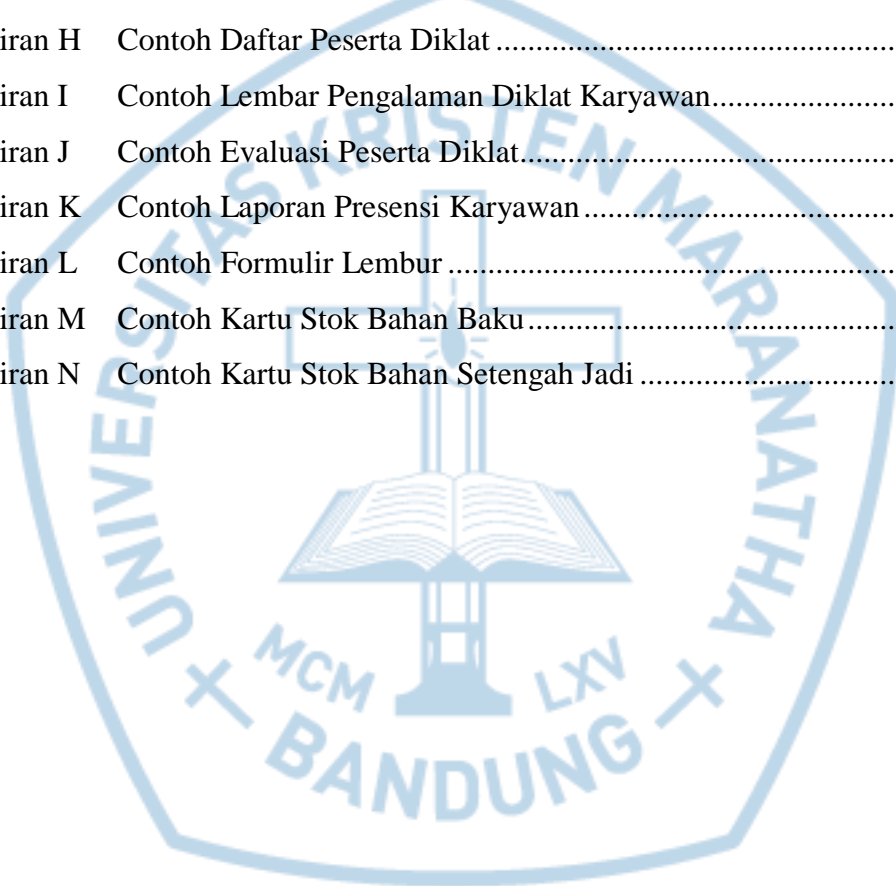 iran H Contoh Daftar Peserta Diklat ..................................................
iran I Contoh Lembar Pengalaman Diklat Karyawan.......................
iran J Contoh Evaluasi Peserta Diklat...............................................
iran K Contoh Laporan Presensi Karyawan .......................................
iran L Contoh Formulir Lembur ........................................................
iran M Contoh Kartu Stok Bahan Baku..............................................
iran N Contoh Kartu Stok Bahan Setengah Jadi ................................
UNIVERSITAS KRISTEN MARANATHA
MCM LXV
BANDUNG